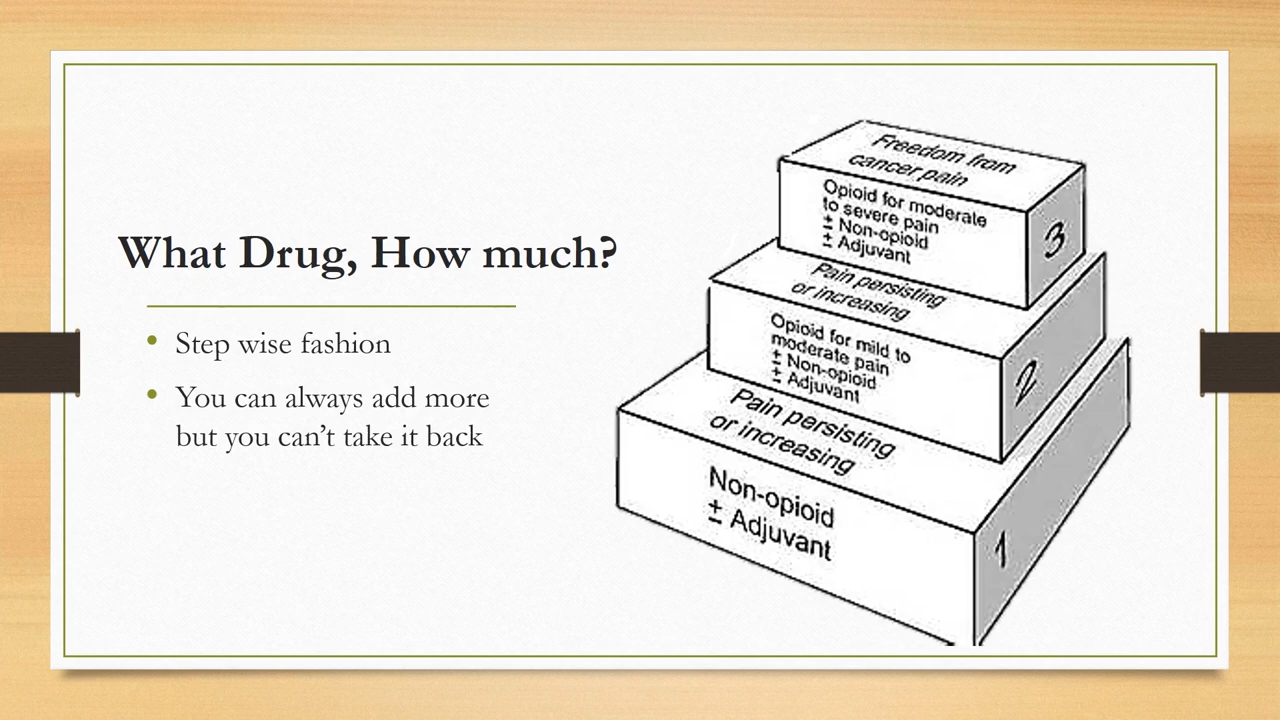 What Drug, How much?
• Step wise fashion
• You can always add more
but you can’t take it back
Freedom from
cancer pain
Opioid for moderate
to severe pain
± Non-opioid
± Adjuvant
3
Pain persisting
or increasing
Opioid for mild to
moderate pain
± Non-opioid
± Adjuvant
2
Pain persisting
or increasing
Non-opioid
± Adjuvant
1